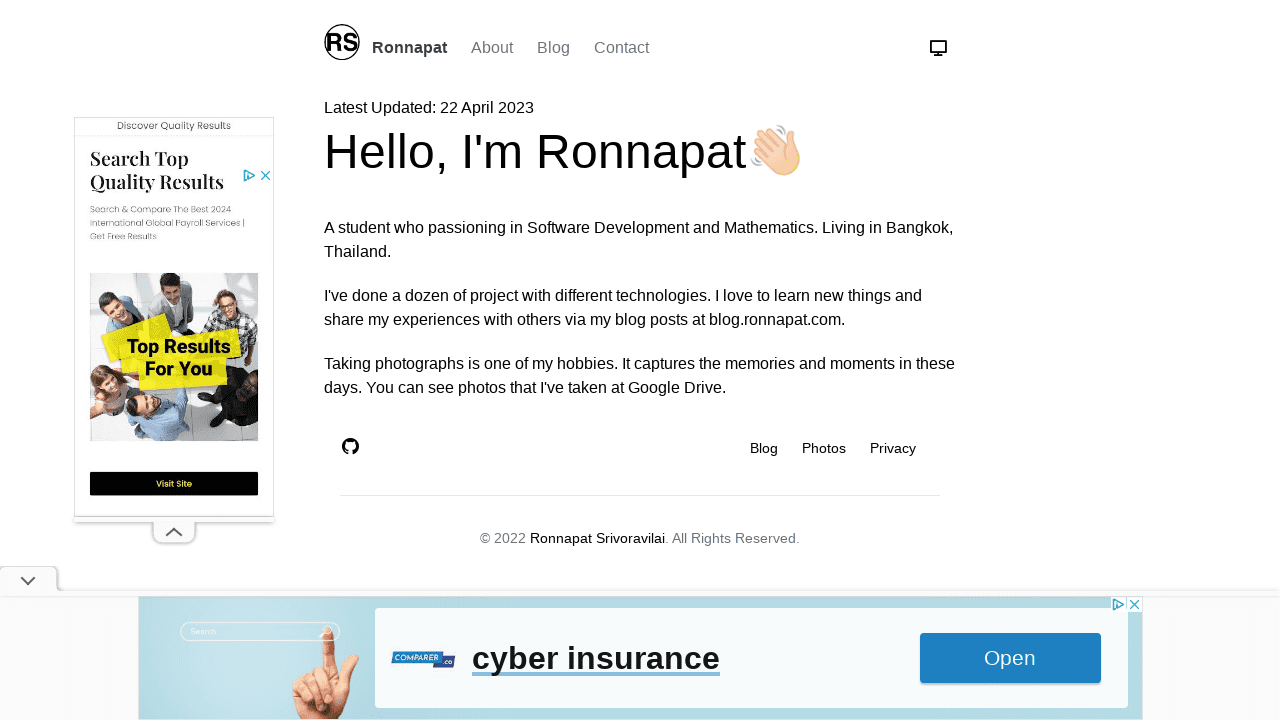 RS Ronnapat About Blog Contact
Latest Updated: 22 April 2023
Hello, I'm Ronnapat
A student who passioning in Software Development and Mathematics. Living in Bangkok,
Thailand.
I've done a dozen of project with different technologies. I love to learn new things and
share my experiences with others via my blog posts at blog.ronnapat.com.
Taking photographs is one of my hobbies. It captures the memories and moments in these
days. You can see photos that I've taken at Google Drive.
Blog Photos Privacy
© 2022 Ronnapat Srivoravilai. All Rights Reserved.
Discover Quality Results
Search Top
Quality Results
Search & Compare The Best 2024
International Global Payroll Services |
Get Free Results
Top Results
For You
Visit Site
Search
COMPARER.co
cyber insurance
Open